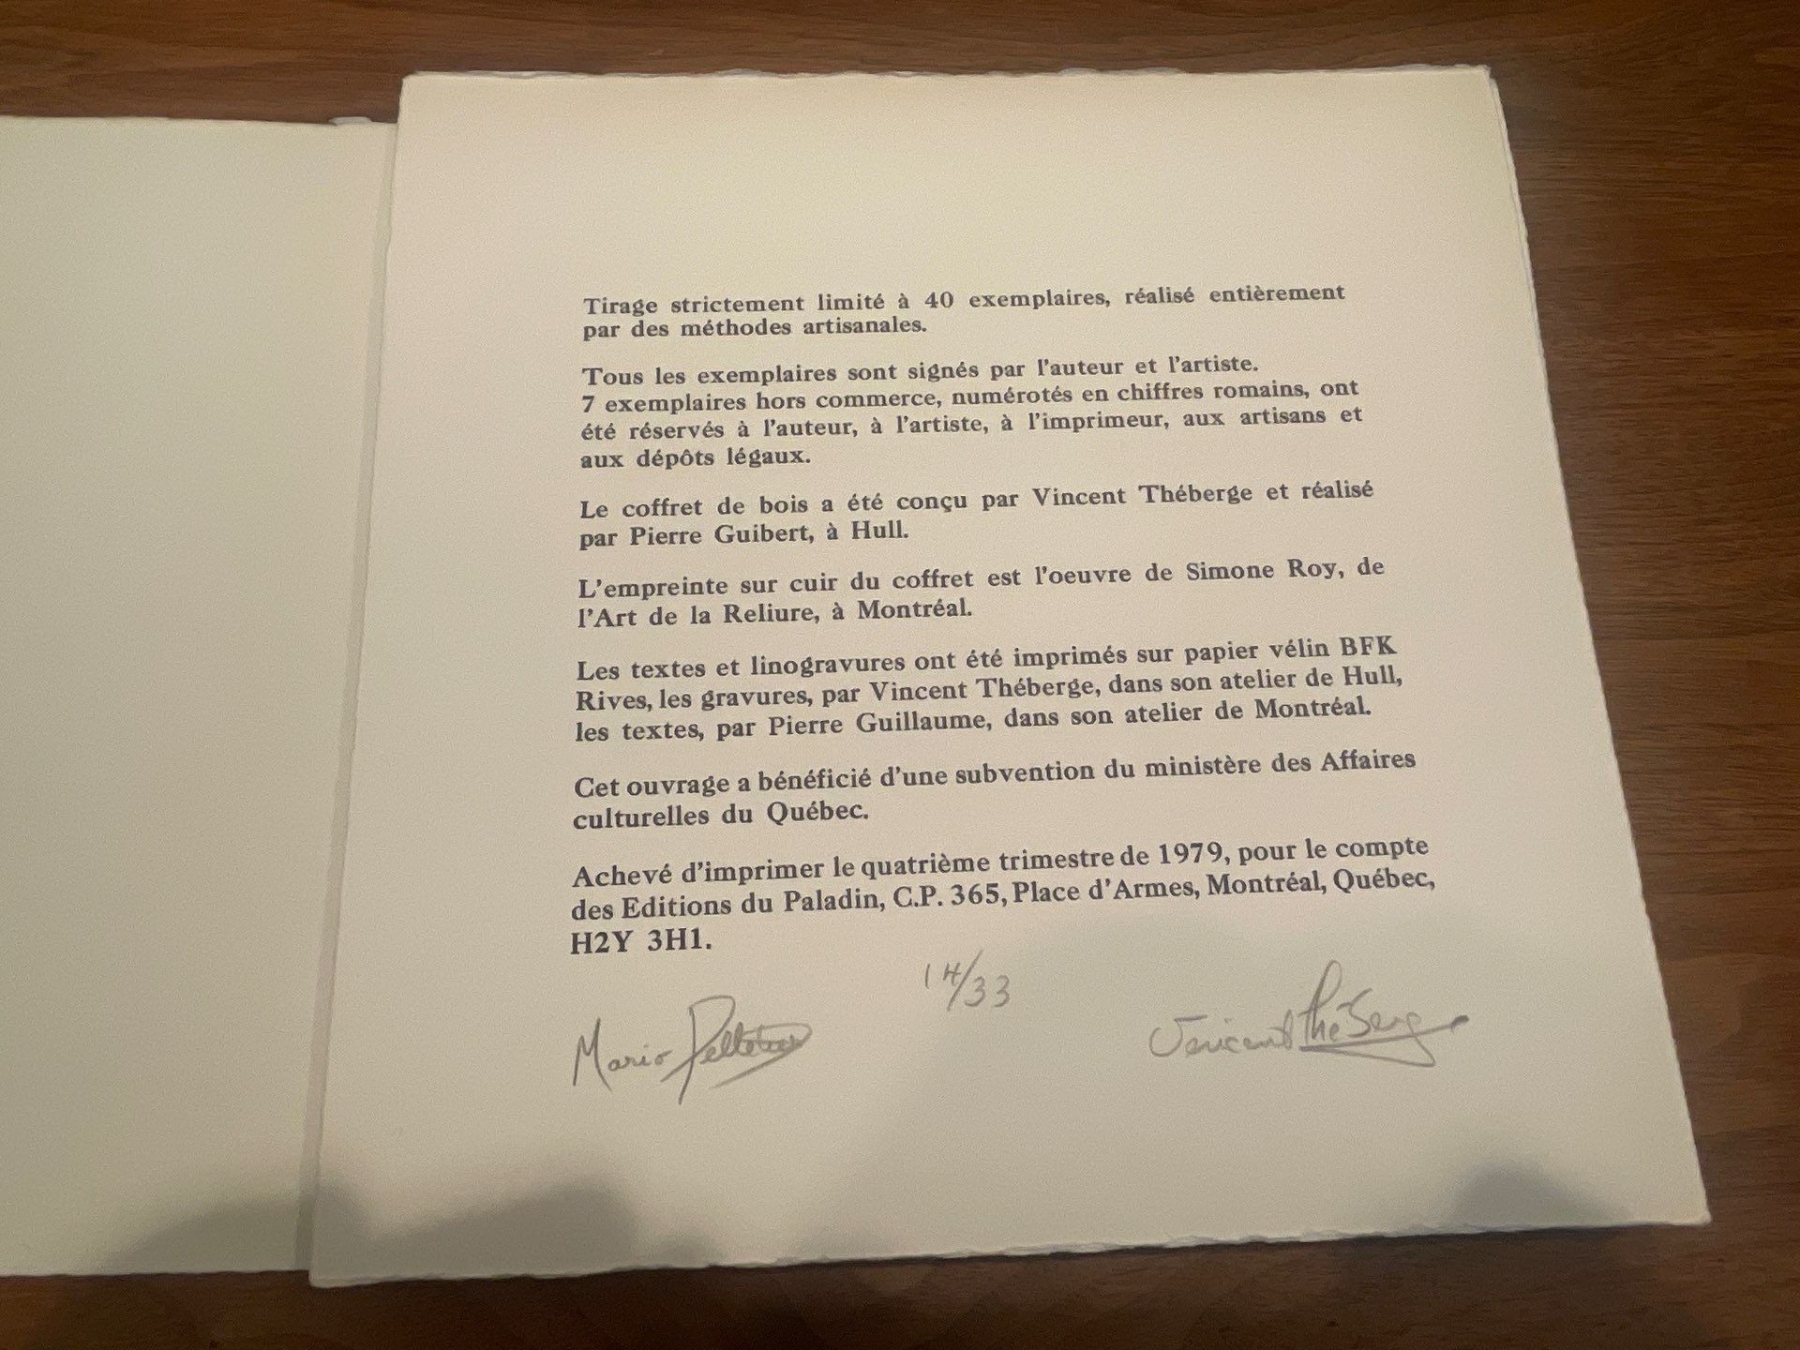 Tirage strictement limité à 40 exemplaires, réalisé entièrement
par des méthodes artisanales.
Tous les exemplaires sont signés par l'auteur et l'artiste.
7 exemplaires hors commerce, numérotés en chiffres romains, ont
été réservés à l'auteur, à l'artiste, à l'imprimeur, aux artisans et
aux dépôts légaux.
Le coffret de bois a été conçu par Vincent Théberge et réalisé
par Pierre Guibert, à Hull.
L'empreinte sur cuir du coffret est l'oeuvre de Simone Roy, de
l'Art de la Reliure, à Montréal.
Les textes et linogravures ont été imprimés sur papier vélin BFK
Rives, les gravures, par Vincent Théberge, dans son atelier de Hull,
les textes, par Pierre Guillaume, dans son atelier de Montréal.
Cet ouvrage a bénéficié d'une subvention du ministère des Affaires
culturelles du Québec.
Achevé d'imprimer le quatrième trimestre de 1979, pour le compte
des Editions du Paladin, C.P. 365, Place d'Armes, Montréal, Québec,
H2Y 3H1.
14/33
Mario Pelletier
Vincent Théberge